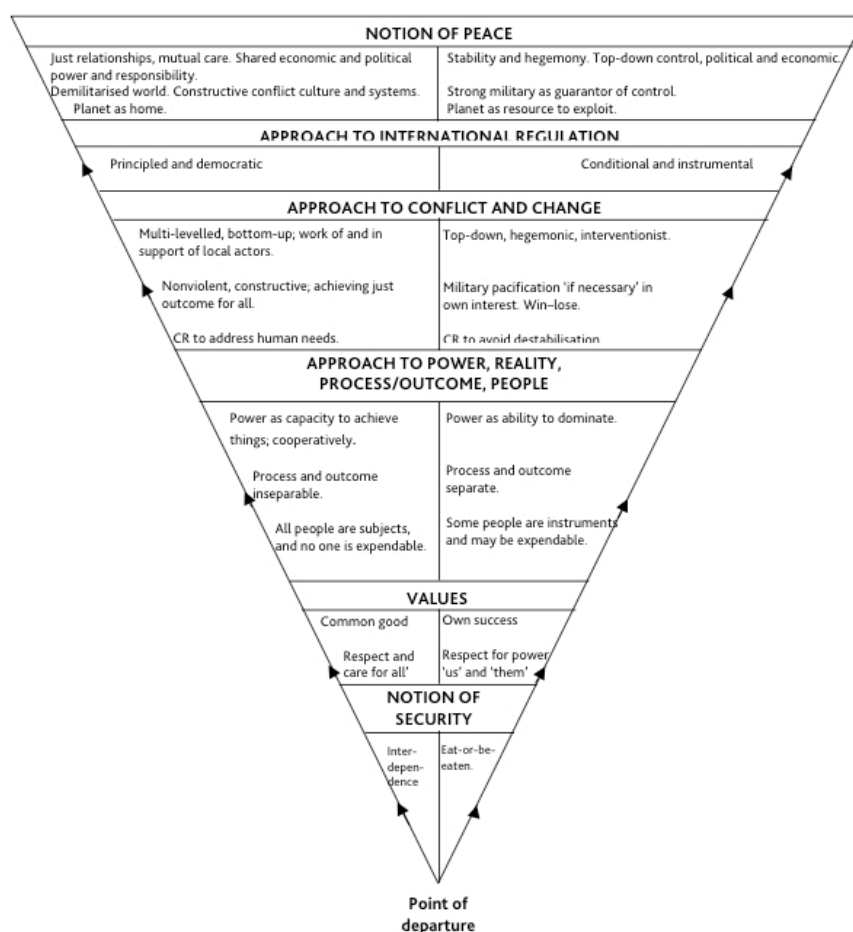 NOTION OF PEACE
Just relationships, mutual care. Shared economic and political
power and responsibility.
Demilitarised world. Constructive conflict culture and systems.
Planet as home.
Stability and hegemony. Top-down control, political and economic.
Strong military as guarantor of control.
Planet as resource to exploit.
APPROACH TO INTERNATIONAL REGULATION
Principled and democratic
Conditional and instrumental
APPROACH TO CONFLICT AND CHANGE
Multi-levelled, bottom-up; work of and in
support of local actors.
Nonviolent, constructive; achieving just
outcome for all.
CR to address human needs.
Top-down, hegemonic, interventionist.
Military pacification ‘if necessary’ in
own interest. Win–lose.
CR to avoid destabilisation
APPROACH TO POWER, REALITY,
PROCESS/OUTCOME, PEOPLE
Power as capacity to achieve
things; cooperatively.
Process and outcome
inseparable.
All people are subjects,
and no one is expendable.
Power as ability to dominate.
Process and outcome
separate.
Some people are instruments
and may be expendable.
VALUES
Common good
Respect and
care for all’
Own success
Respect for power
‘us’ and ‘them’
NOTION OF
SECURITY
Inter-
depen-
dence
Eat-or-be-
eaten.
Point of
departure